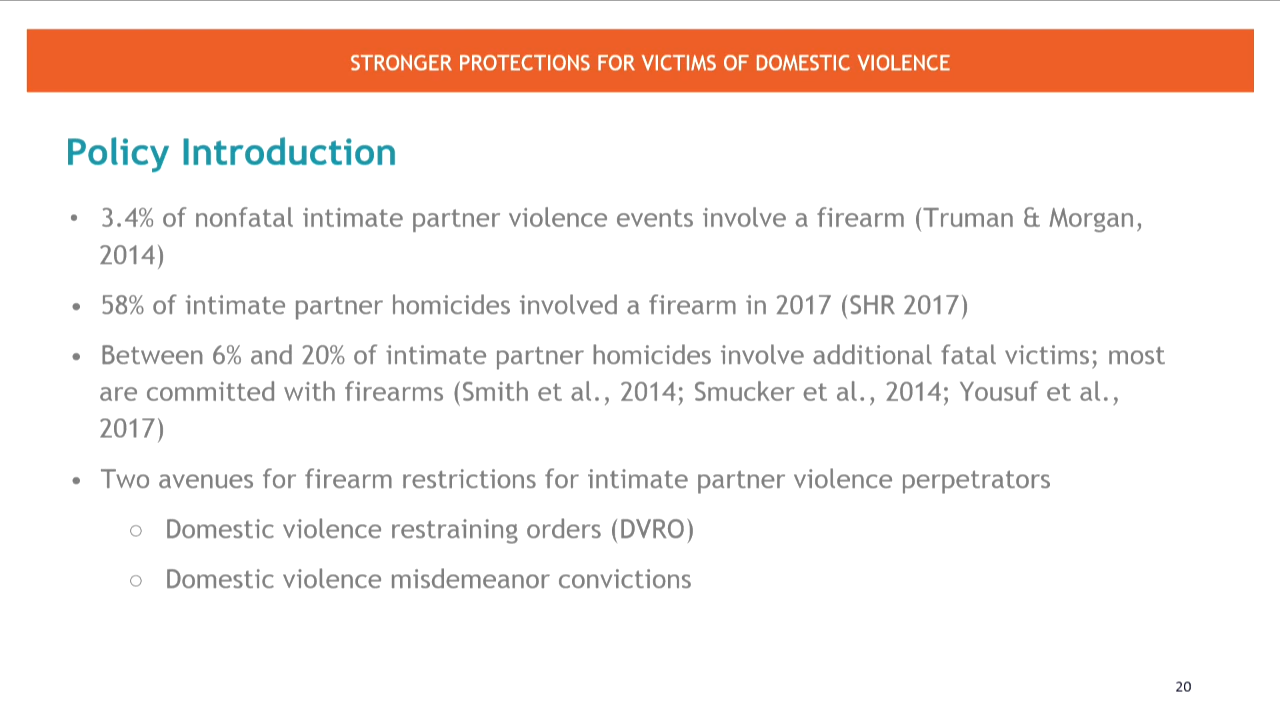 STRONGER PROTECTIONS FOR VICTIMS OF DOMESTIC VIOLENCE
Policy Introduction
• 3.4% of nonfatal intimate partner violence events involve a firearm (Truman & Morgan,
2014)
• 58% of intimate partner homicides involved a firearm in 2017 (SHR 2017)
• Between 6% and 20% of intimate partner homicides involve additional fatal victims; most
are committed with firearms (Smith et al., 2014; Smucker et al., 2014; Yousuf et al.,
2017)
• Two avenues for firearm restrictions for intimate partner violence perpetrators
○ Domestic violence restraining orders (DVRO)
○ Domestic violence misdemeanor convictions
20